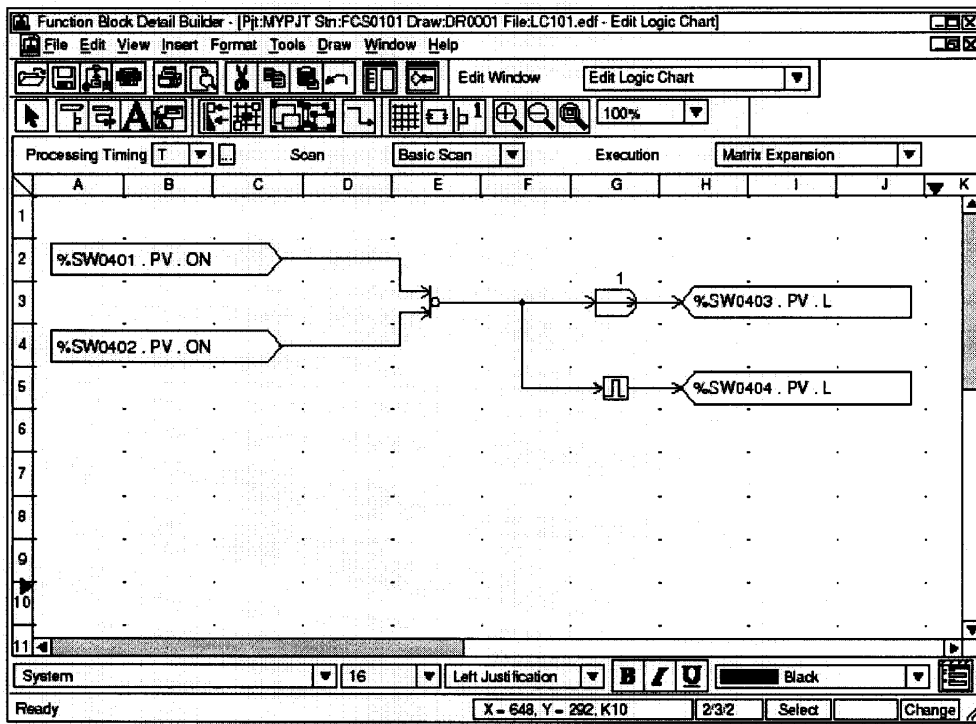 Function Block Detail Builder - [Pjt:MYPJT Stn:FCS0101 Draw:DR0001 File:LC101.edf - Edit Logic Chart]
File Edit View Insert Format Tools Draw Window Help
Edit Window Edit Logic Chart
A 1 100%
Processing Timing T ... Scan Basic Scan Execution Matrix Expansion
A B C D E F G H I J K
1
2 %SW0401 . PV . ON
1
3 %SW0403 . PV . L
4 %SW0402 . PV . ON
5 %SW0404 . PV . L
6
7
8
9
10
11
System 16 Left Justification B I U Black
Ready X - 648, Y - 292, K10 2/3/2 Select Change